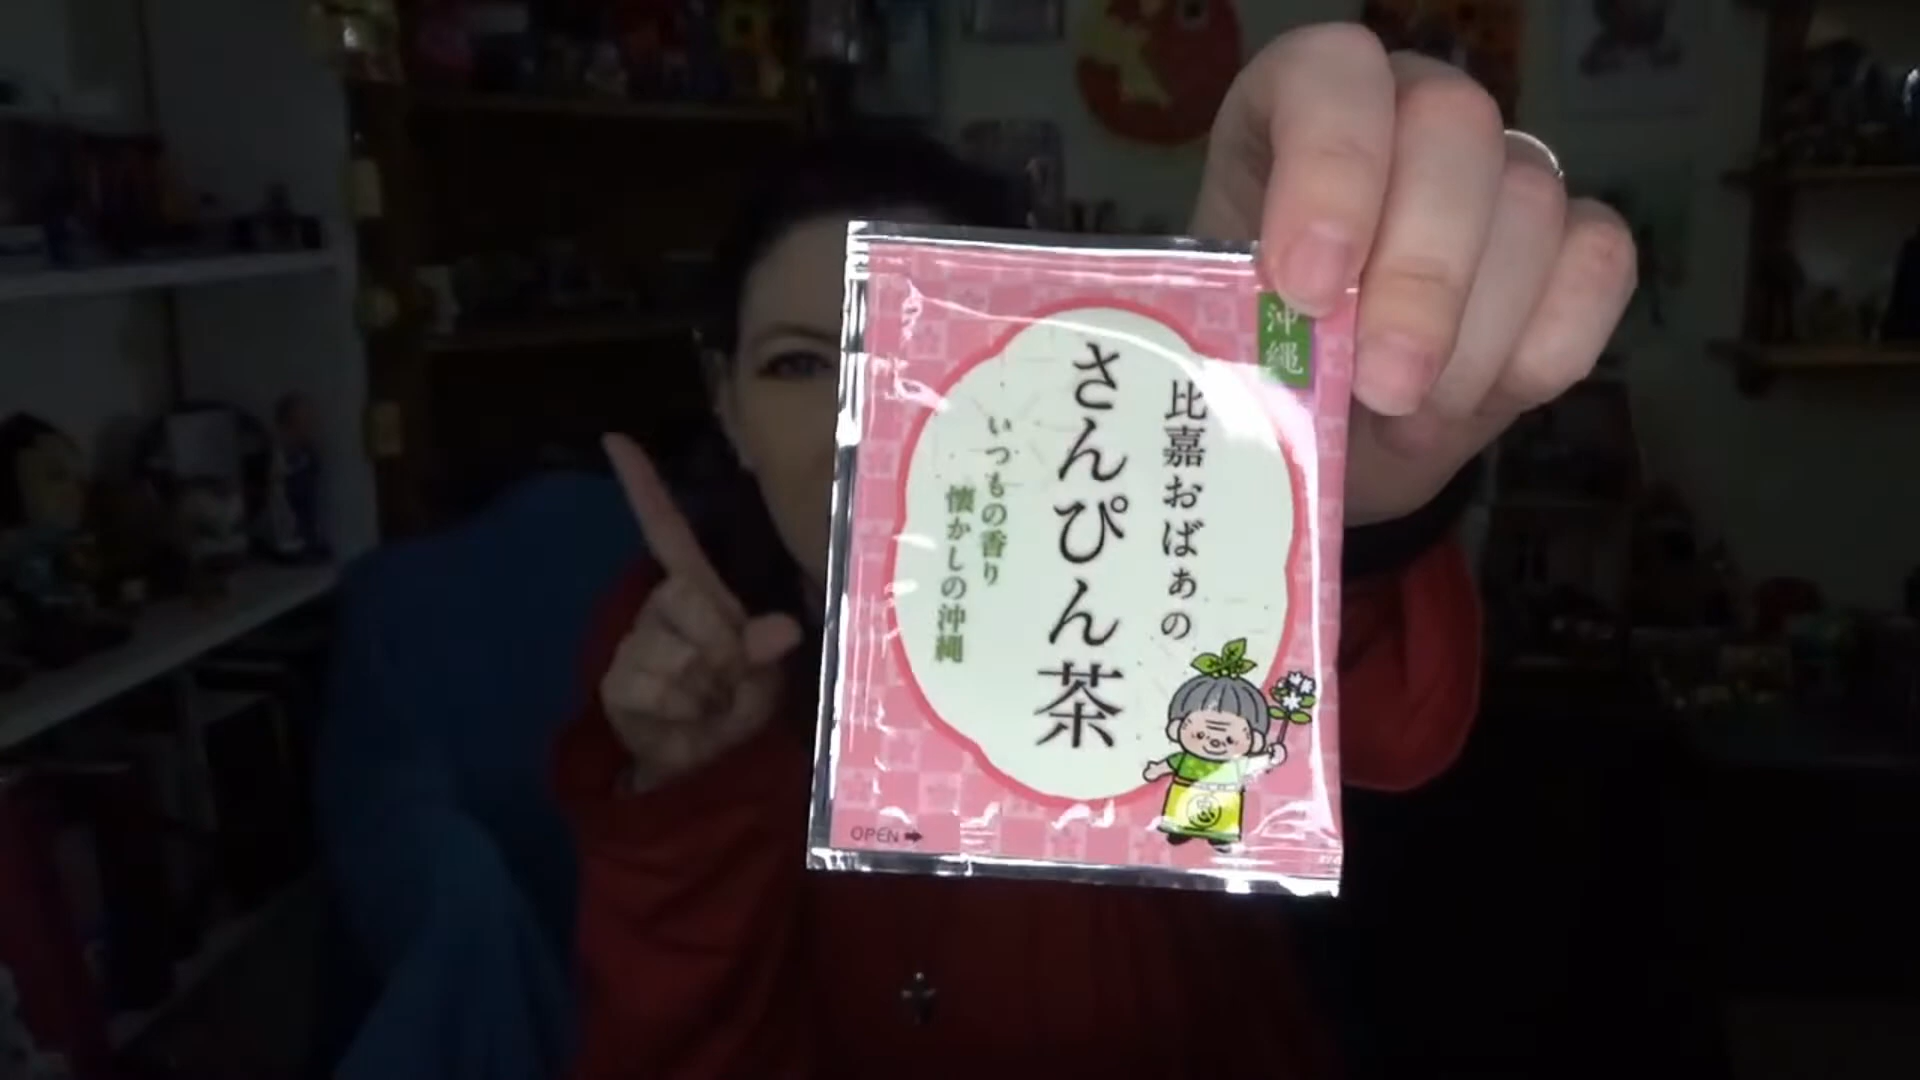 沖縄
比嘉おばぁの
さんぴん茶
いつもの香り
懐かしの沖縄
OPEN